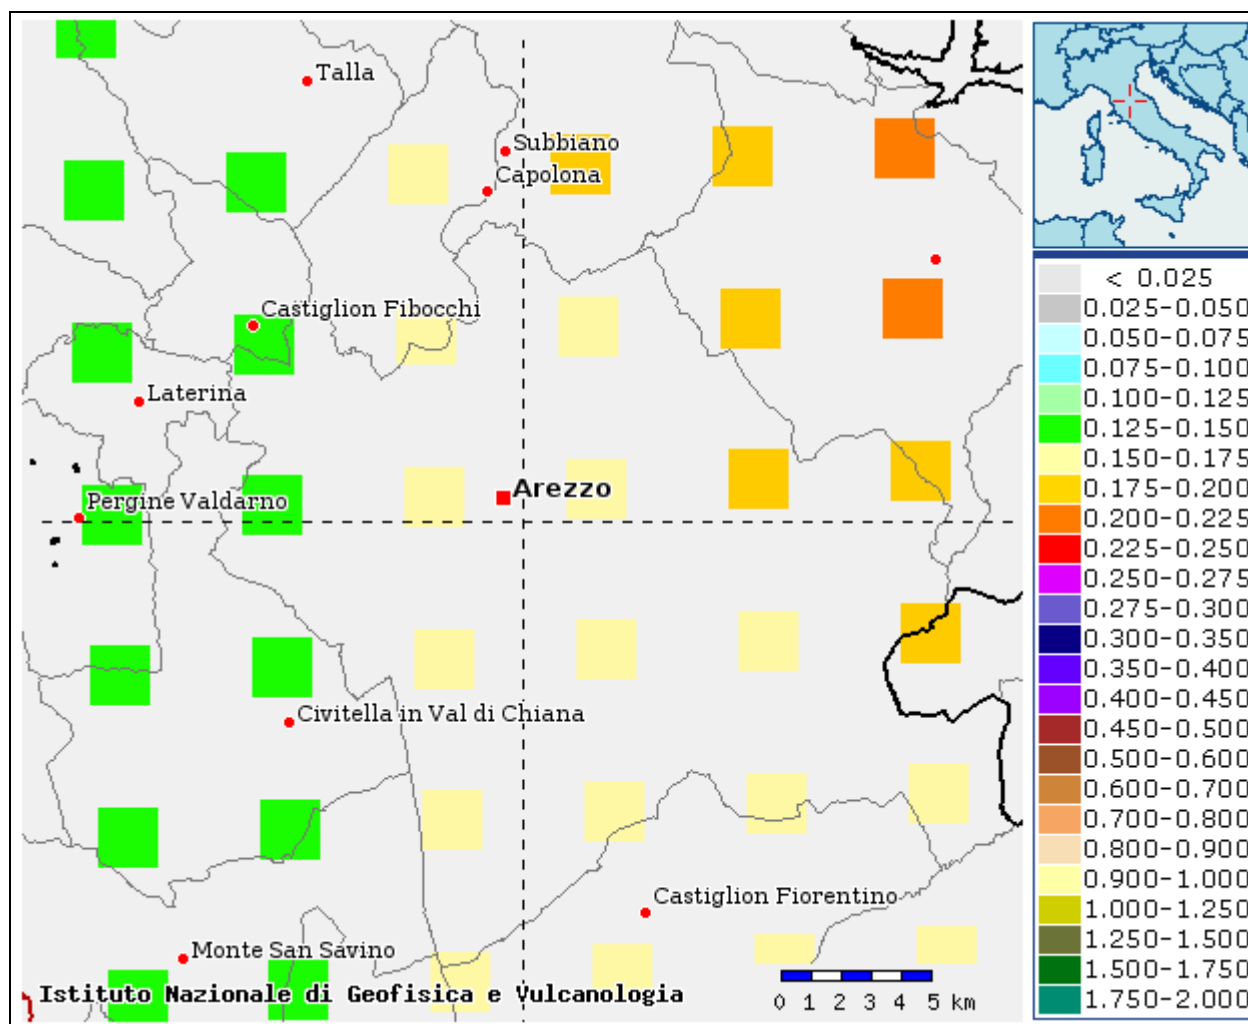 Talla
Subbiano
Capolona
Castiglion Fibocchi
Laterina
Pergine Valdarno
Arezzo
Civitella in Val di Chiana
Castiglion Fiorentino
Monte San Savino
Istituto Nazionale di Geofisica e Vulcanologia
0 1 2 3 4 5 km
< 0.025
0.025-0.050
0.050-0.075
0.075-0.100
0.100-0.125
0.125-0.150
0.150-0.175
0.175-0.200
0.200-0.225
0.225-0.250
0.250-0.275
0.275-0.300
0.300-0.350
0.350-0.400
0.400-0.450
0.450-0.500
0.500-0.600
0.600-0.700
0.700-0.800
0.800-0.900
0.900-1.000
1.000-1.250
1.250-1.500
1.500-1.750
1.750-2.000